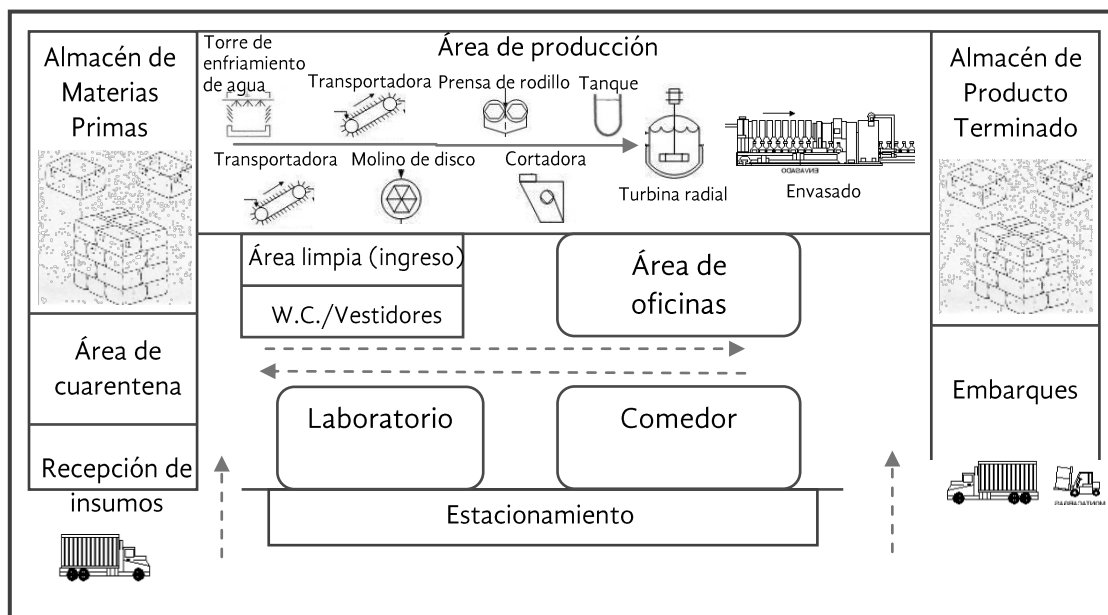 Almacén de
Materias
Primas
Área de
cuarentena
Recepción de
insumos
Área de producción
Torre de
enfriamiento
de agua
Transportadora
Prensa de rodillo
Tanque
Transportadora
Molino de disco
Cortadora
Turbina radial
ENVASADO
Envasado
Área limpia (ingreso)
W.C./Vestidores
Área de
oficinas
Laboratorio
Comedor
Estacionamiento
Almacén de
Producto
Terminado
Embarques